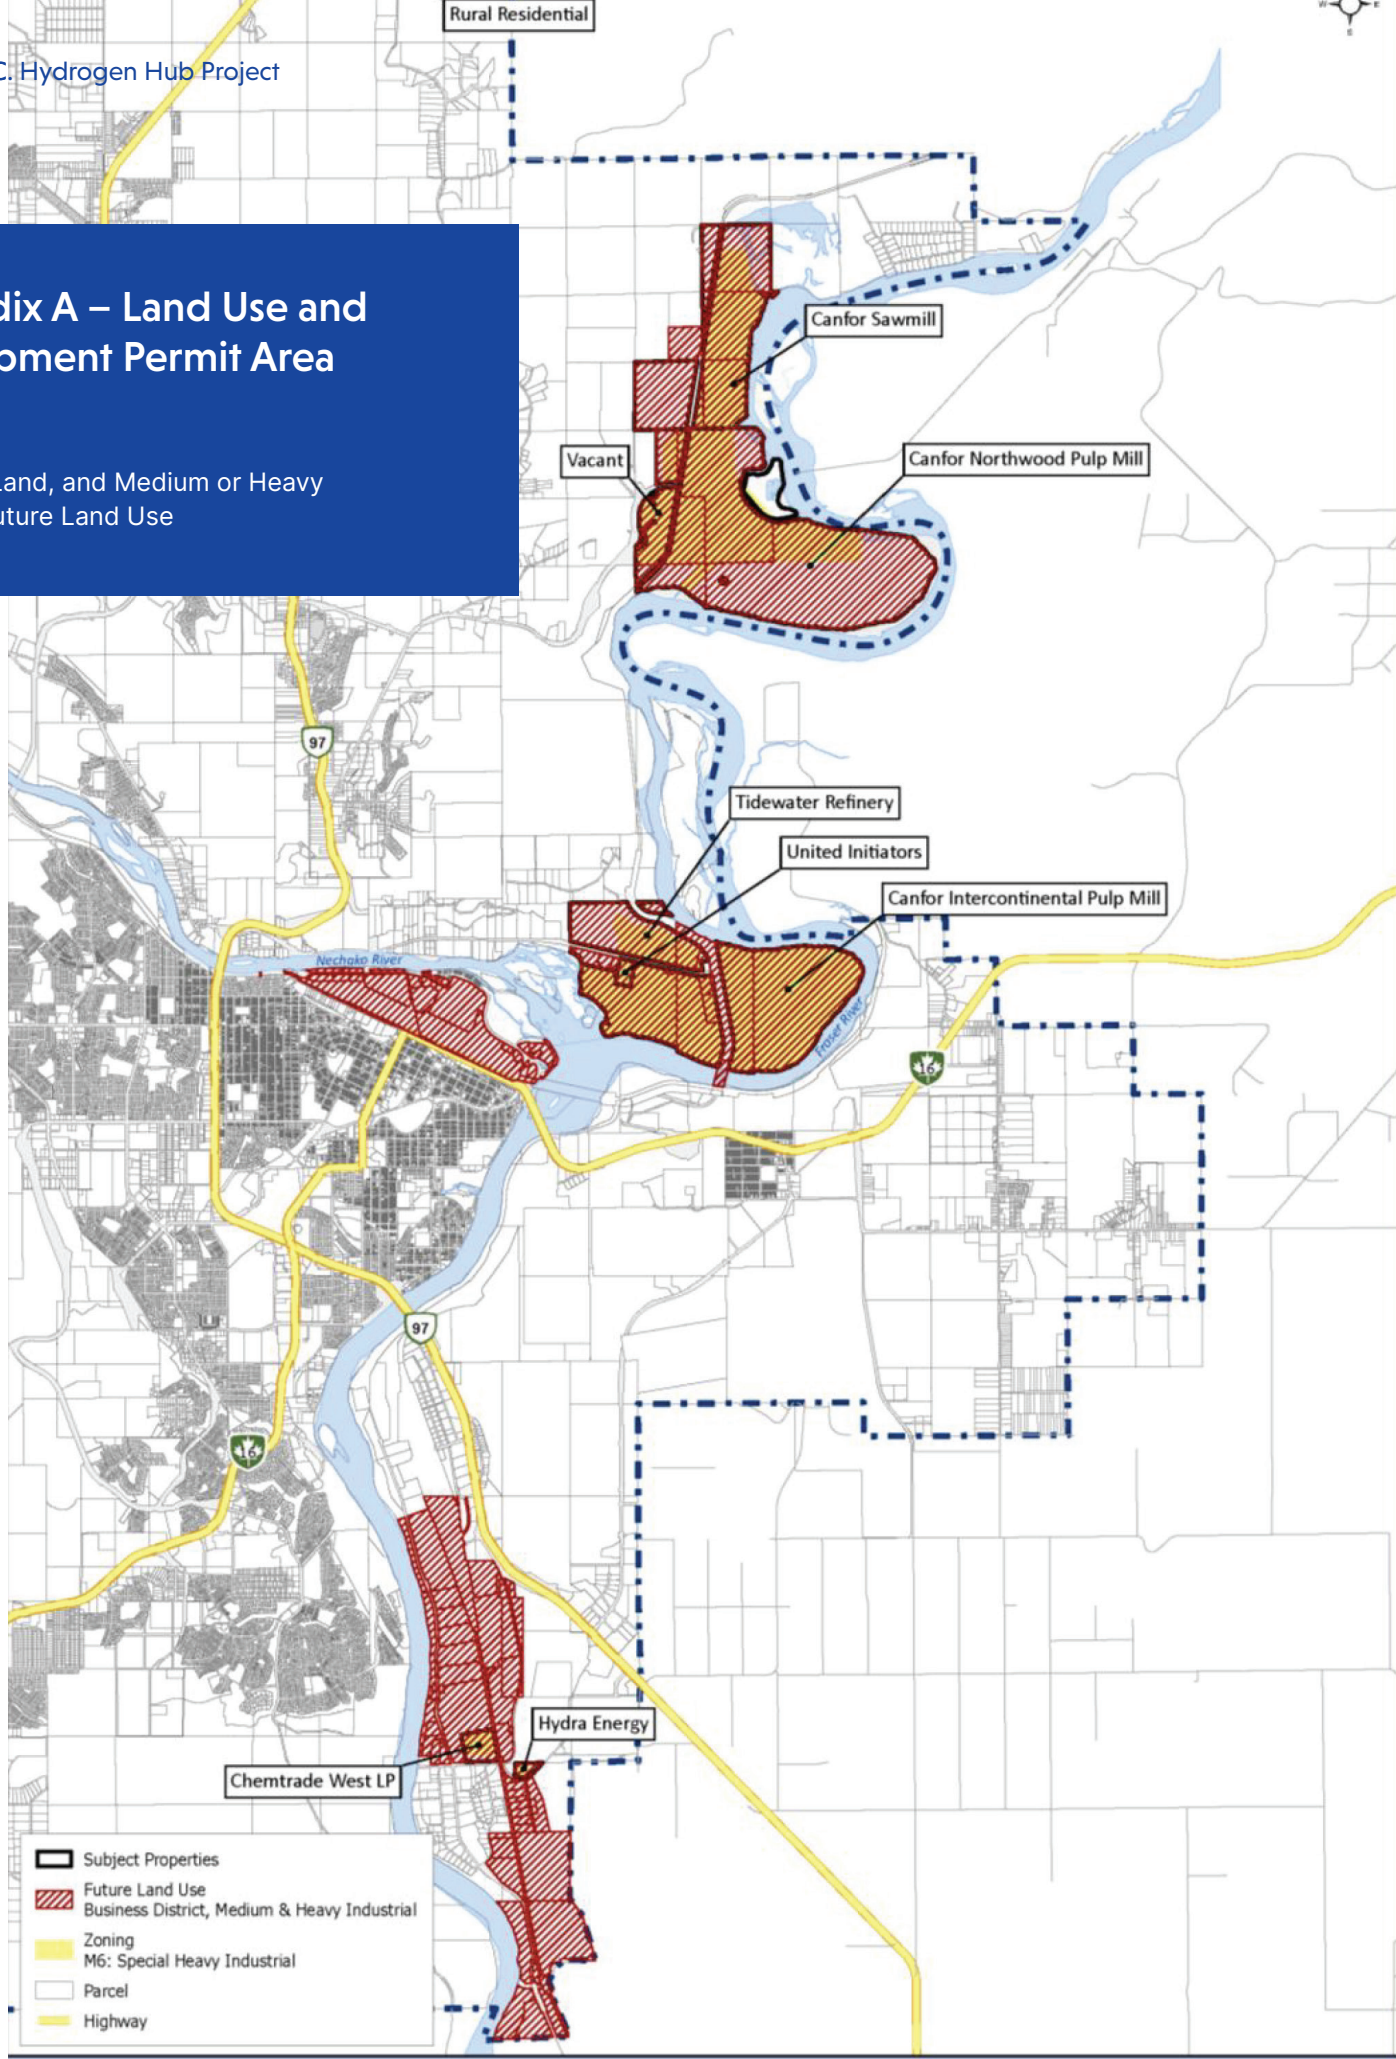 Rural Residential
W
E
S
C. Hydrogen Hub Project
dix A – Land Use and
pment Permit Area
Land, and Medium or Heavy
uture Land Use
Canfor Sawmill
Vacant
Canfor Northwood Pulp Mill
97
Tidewater Refinery
United Initiators
Canfor Intercontinental Pulp Mill
Nechako River
Fraser River
16
97
16
Hydra Energy
Chemtrade West LP
Subject Properties
Future Land Use
Business District, Medium & Heavy Industrial
Zoning
M6: Special Heavy Industrial
Parcel
Highway